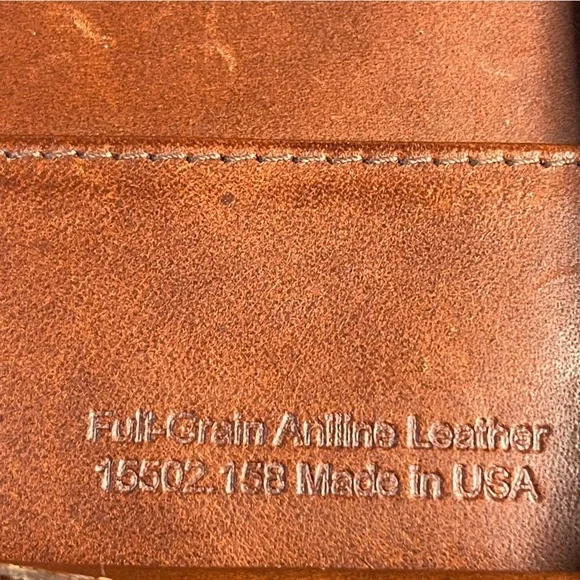 Full-Grain Aniline Leather
15502.158 Made in USA